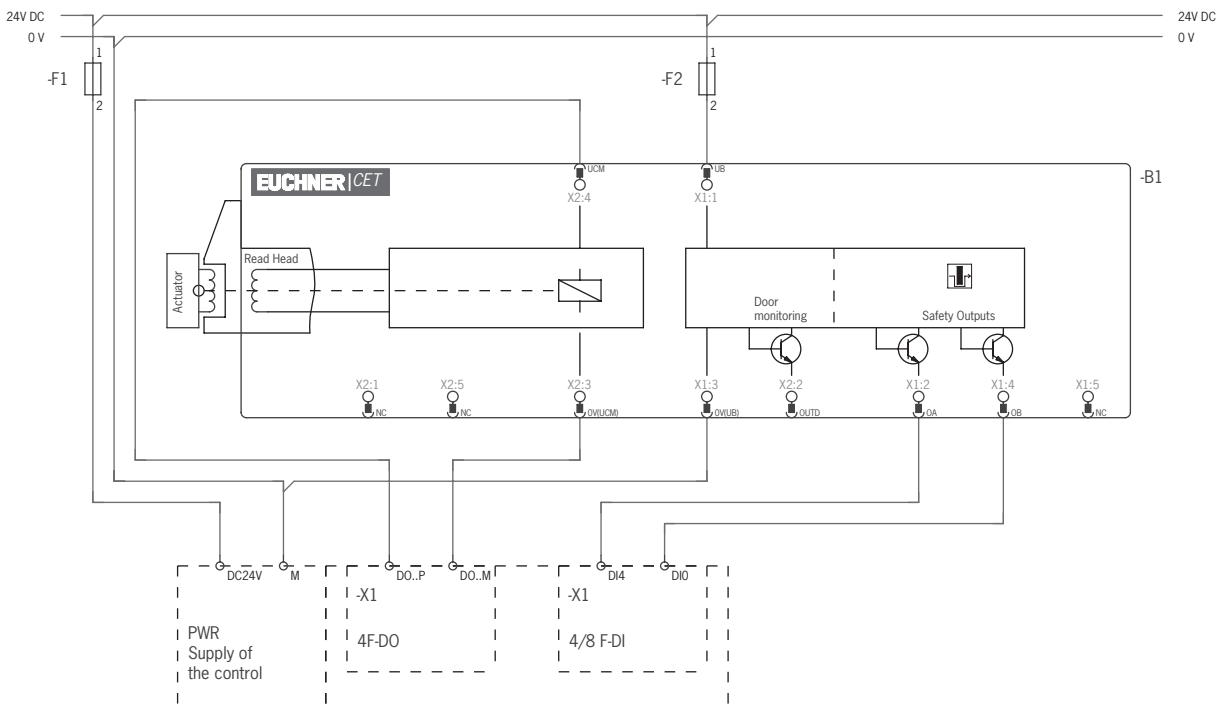 24V DC
24V DC
0 V
0 V
1
1
-F1
-F2
2
2
UCM
UB
EUCHNER CET
-B1
X2:4
X1:1
Read Head
Actuator
Door
monitoring
Safety Outputs
X2:1
X2:5
X2:3
X1:3
X2:2
X1:2
X1:4
X1:5
NC
NC
0V(UCM)
0V(UB)
OUTD
OA
OB
NC
DC24V
M
DO..P
DO..M
DI4
DI0
-X1
-X1
PWR
Supply of
the control
4F-DO
4/8 F-DI